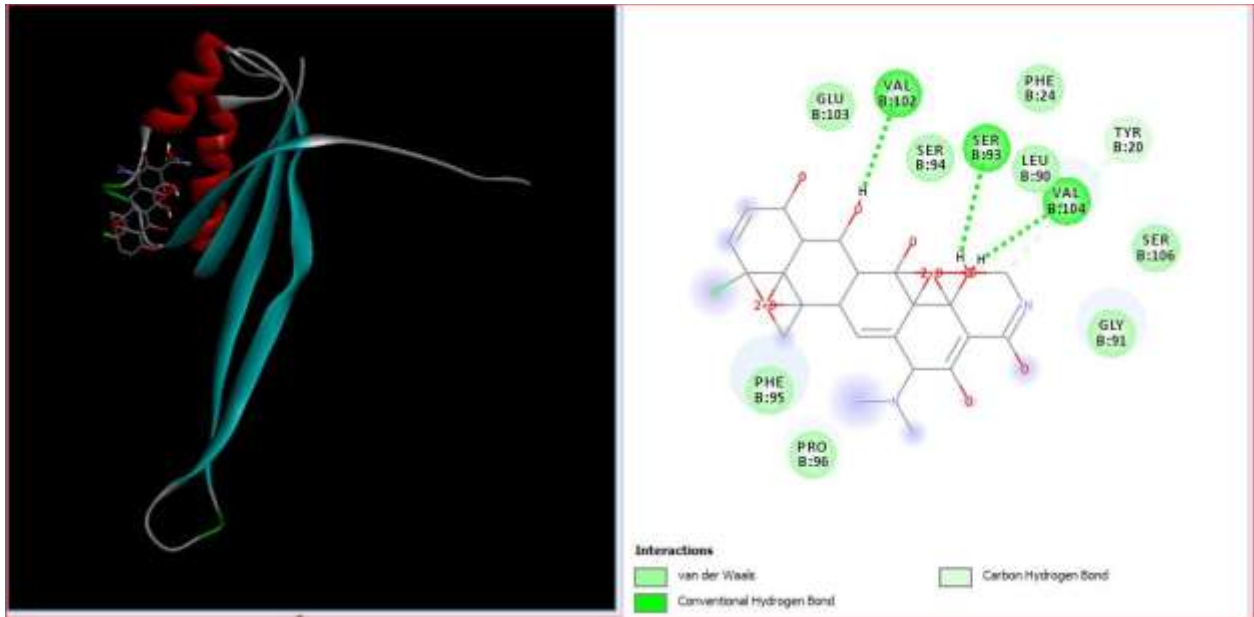 VAL
B:102
PHE
B:24
GLU
B:103
SER
B:93
TYR
B:20
SER
B:94
LEU
B:90
VAL
B:104
H
O
O
SER
B:106
O
H
H
N
GLY
B:91
O
PHE
B:95
N
O
PRO
B:96
Interactions
van der Waals
Carbon Hydrogen Bond
Conventional Hydrogen Bond